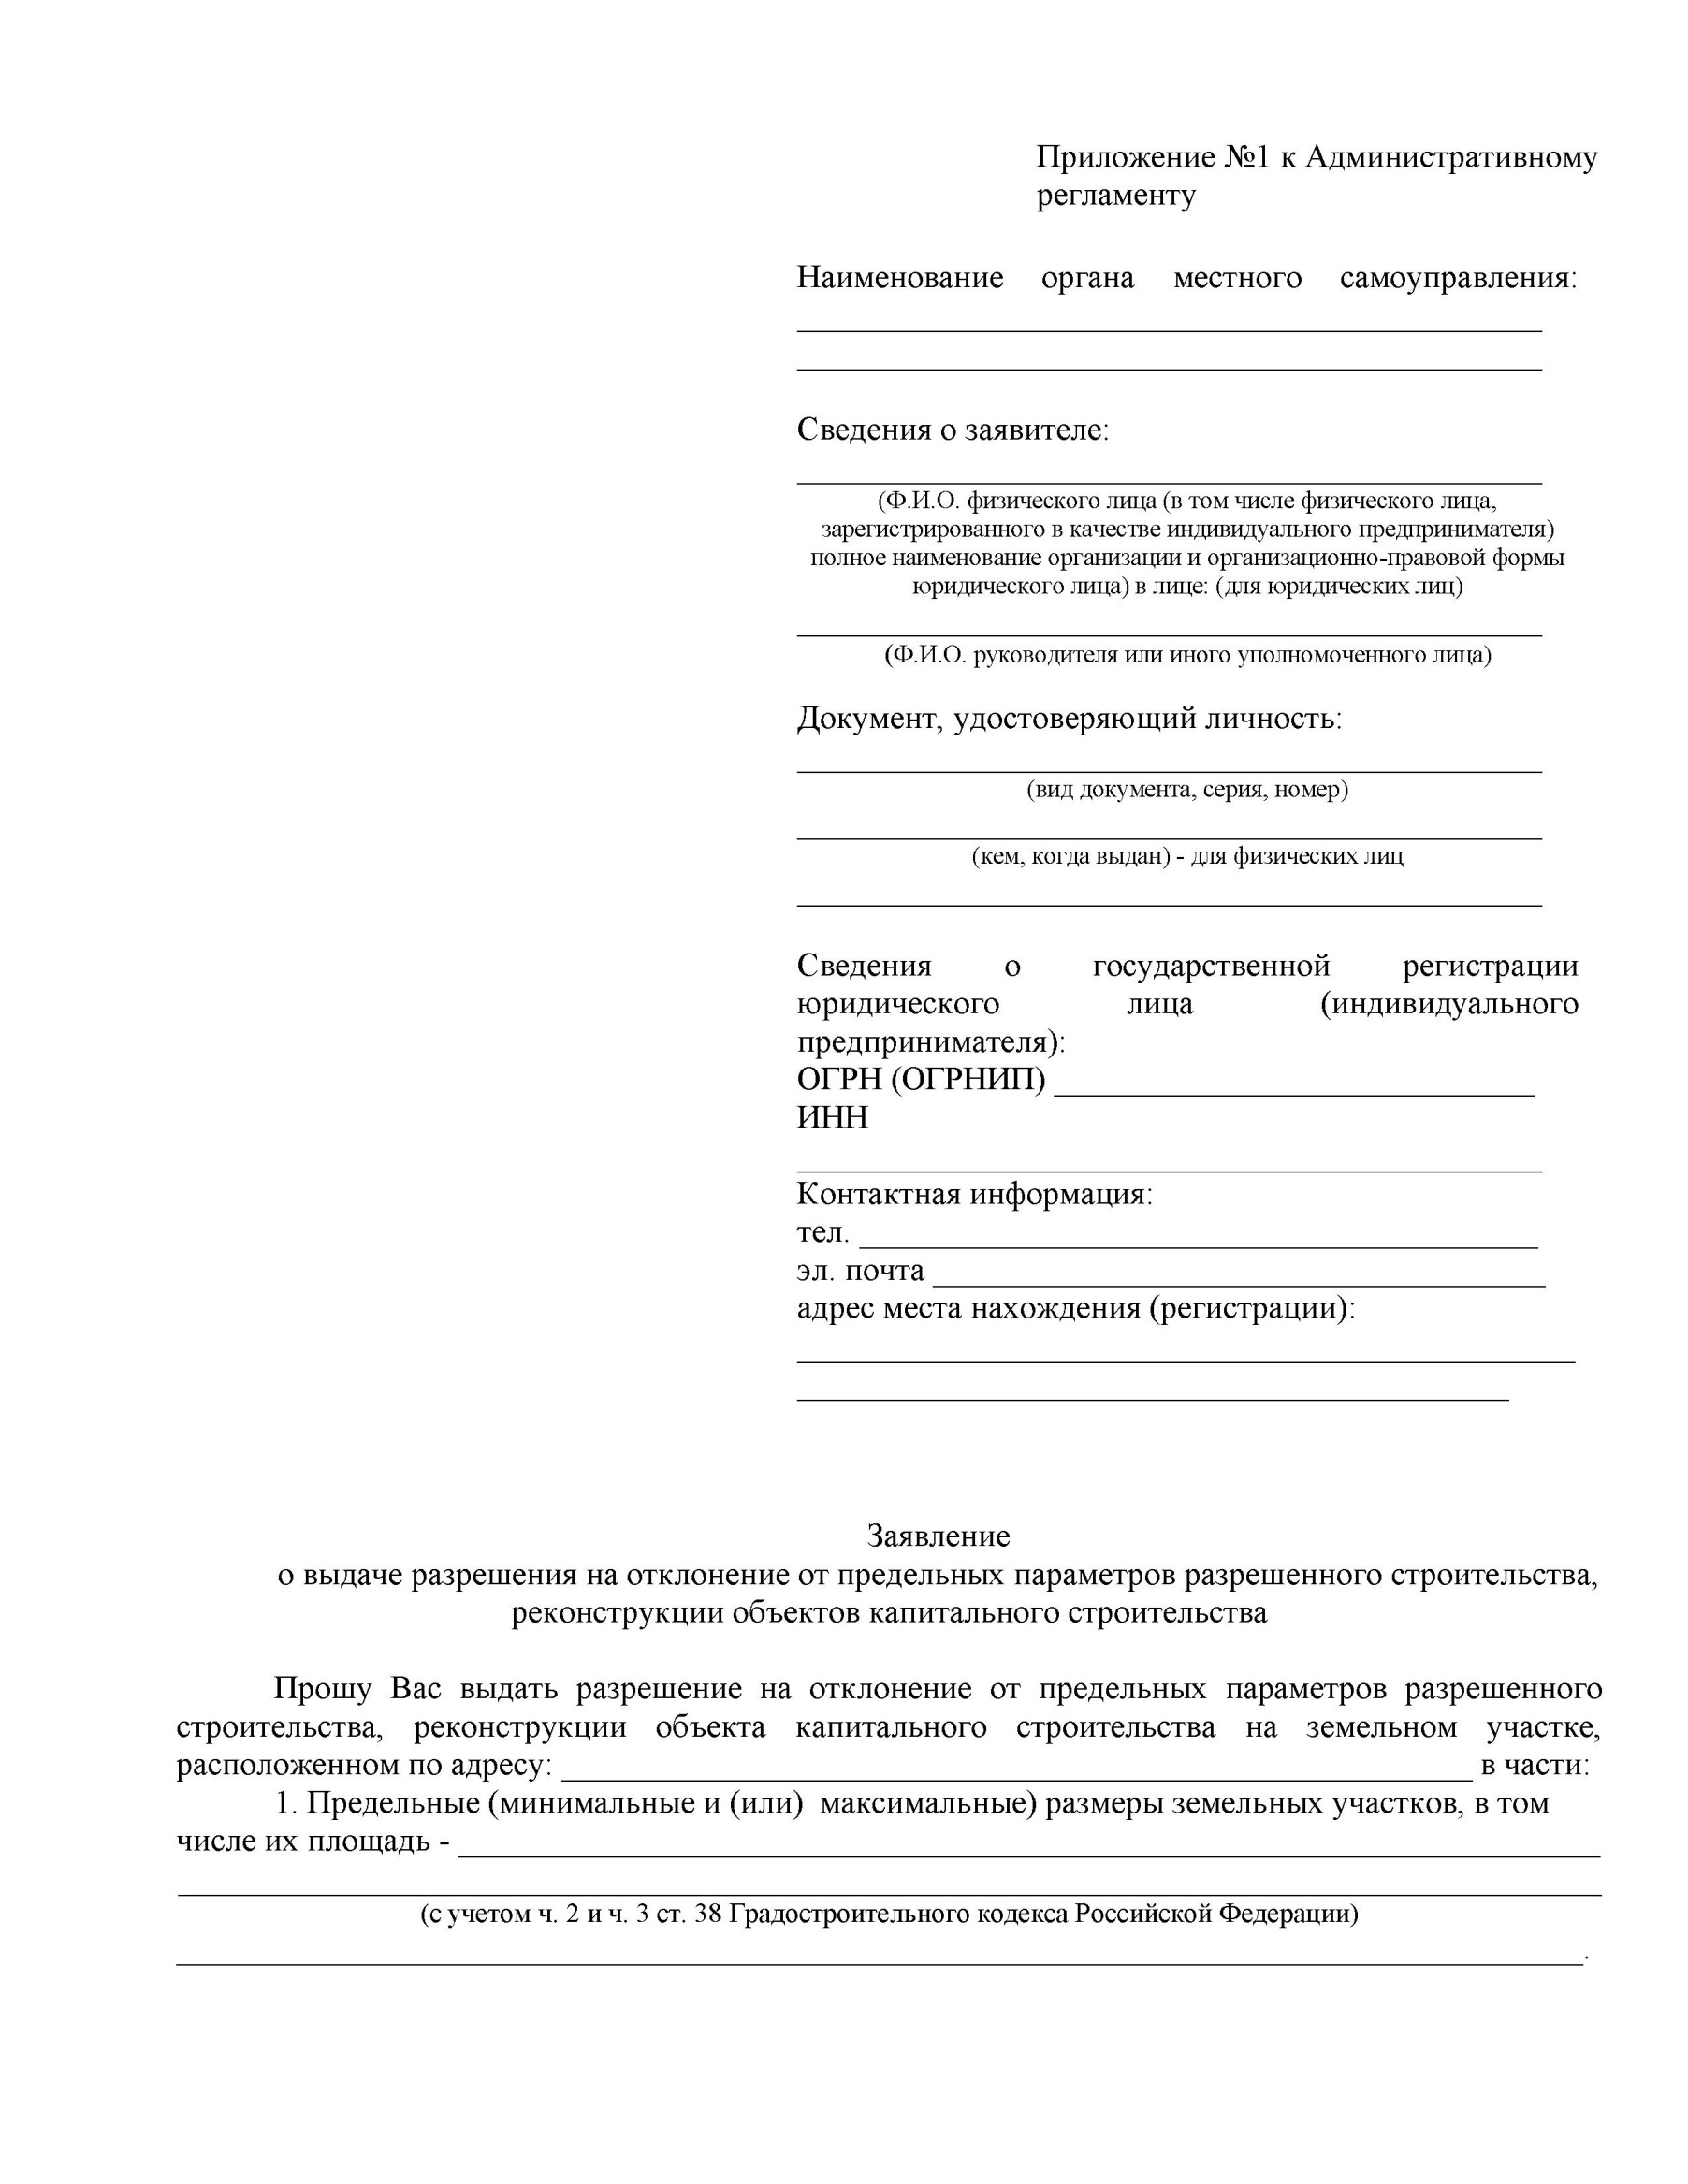 Приложение №1 к Административному
регламенту
Наименование органа местного самоуправления:
Сведения о заявителе:
(Ф.И.О. физического лица (в том числе физического лица,
зарегистрированного в качестве индивидуального предпринимателя)
полное наименование организации и организационно-правовой формы
юридического лица) в лице: (для юридических лиц)
(Ф.И.О. руководителя или иного уполномоченного лица)
Документ, удостоверяющий личность:
(вид документа, серия, номер)
(кем, когда выдан) - для физических лиц
Сведения о государственной регистрации
юридического лица (индивидуального
предпринимателя):
ОГРН (ОГРНИП) ____________________
ИНН
Контактная информация:
тел. ____________________
эл. почта ____________________
адрес места нахождения (регистрации):
Заявление
о выдаче разрешения на отклонение от предельных параметров разрешенного строительства,
реконструкции объектов капитального строительства
Прошу Вас выдать разрешение на отклонение от предельных параметров разрешенного
строительства, реконструкции объекта капитального строительства на земельном участке,
расположенном по адресу: ____________________ в части:
1. Предельные (минимальные и (или) максимальные) размеры земельных участков, в том
числе их площадь - ____________________
(с учетом ч. 2 и ч. 3 ст. 38 Градостроительного кодекса Российской Федерации)
____________________.